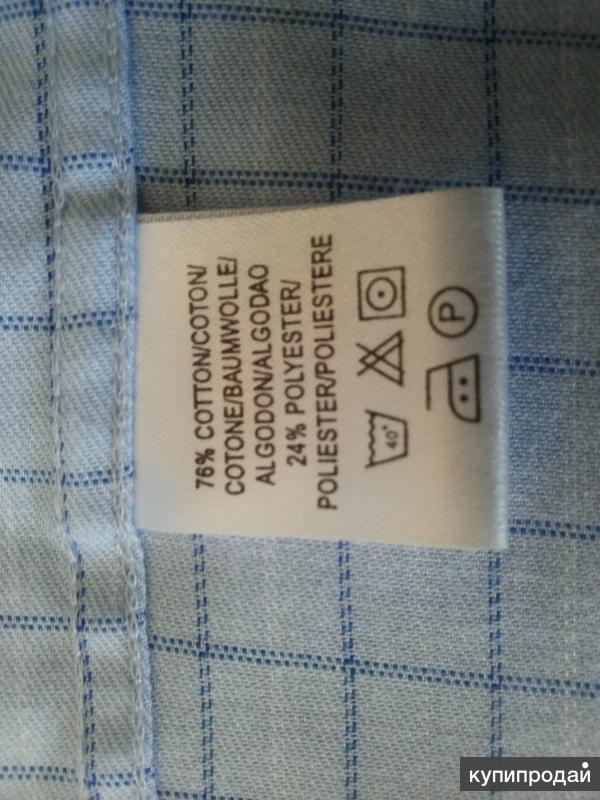 76% COTTON/COTON/
COTONE/BAUMWOLLE/
ALGODON/ALGODAO
24% POLYESTER/
POLIESTER/POLIESTERE
40°
P
купипродай